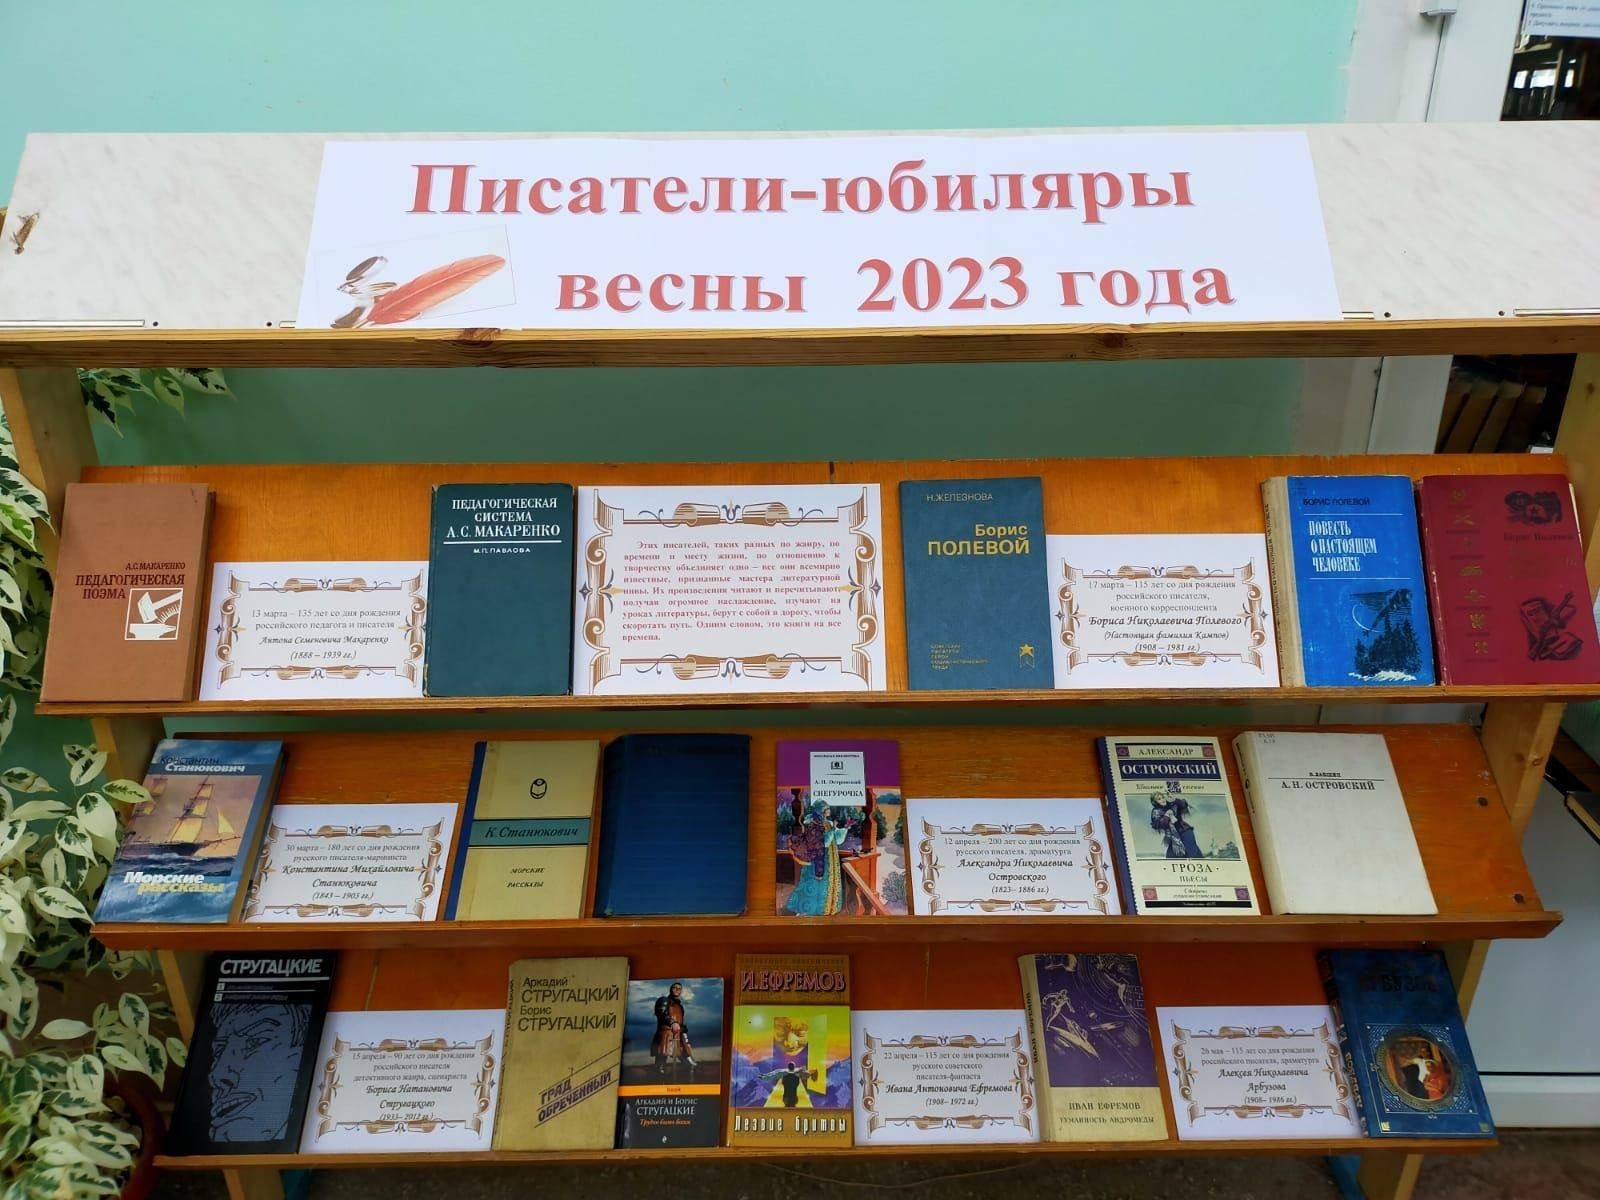 Писатели-юбиляры
весны 2023 года
А.С.МАКАРЕНКО
ПЕДАГОГИЧЕСКАЯ
ПОЭМА
13 марта – 135 лет со дня рождения
российского педагога и писателя
Антона Семеновича Макаренко
(1888 – 1939 гг.)
ПЕДАГОГИЧЕСКАЯ
СИСТЕМА
А.С. МАКАРЕНКО
М.П. ПАВЛОВА
Этих писателей, таких разных по жанру, по
времени и месту жизни, по отношению к
творчеству объединяет одно – все они всемирно
известные, признанные мастера литературной
нивы. Их произведения читают и перечитывают,
получая огромное наслаждение, изучают на
уроках литературы, берут с собой в дорогу, чтобы
скоротать путь. Одним словом, это книги на все
времена.
Н.ЖЕЛЕЗНОВА
Борис
ПОЛЕВОЙ
СОВЕТСКИЕ
ПИСАТЕЛИ
ГЕРОИ
СОЦИАЛИСТИЧЕСКОГО
ТРУДА
17 марта – 115 лет со дня рождения
российского писателя,
военного корреспондента
Бориса Николаевича Полевого
(Настоящая фамилия Кампов)
(1908 – 1981 гг.)
БОРИС ПОЛЕВОЙ
ПОВЕСТЬ
О НАСТОЯЩЕМ
ЧЕЛОВЕКЕ
Борис Полевой
Константин
Станюкович
Морские
рассказы
30 марта – 180 лет со дня рождения
русского писателя-мариниста
Константина Михайловича
Станюковича
(1843 – 1903 гг.)
К. Станюкович
МОРСКИЕ
РАССКАЗЫ
А. Н. Островский
СНЕГУРОЧКА
12 апреля – 200 лет со дня рождения
русского писателя, драматурга
Александра Николаевича
Островского
(1823– 1886 гг.)
АЛЕКСАНДР
ОСТРОВСКИЙ
Школьное чтение
ГРОЗА
ПЬЕСЫ
В. ЛАКШИН
А. Н. ОСТРОВСКИЙ
СТРУГАЦКИЕ
15 апреля – 90 лет со дня рождения
российского писателя
детективного жанра, сценариста
Бориса Натановича
Стругацкого
(1933– 2012 гг.)
Аркадий
СТРУГАЦКИЙ
Борис
СТРУГАЦКИЙ
ГРАД
ОБРЕЧЕННЫЙ
АРКАДИЙ И БОРИС
СТРУГАЦКИЕ
Трудно быть богом
И.ЕФРЕМОВ
Лезвие бритвы
22 апреля – 115 лет со дня рождения
русского советского
писателя-фантаста
Ивана Антоновича Ефремова (
(1908– 1972 гг.)
ИВАН ЕФРЕМОВ
ТУМАННОСТЬ АНДРОМЕДЫ
26 мая – 115 лет со дня рождения
российского писателя, драматурга
Алексея Николаевича
Арбузова
(1908– 1986 гг.)